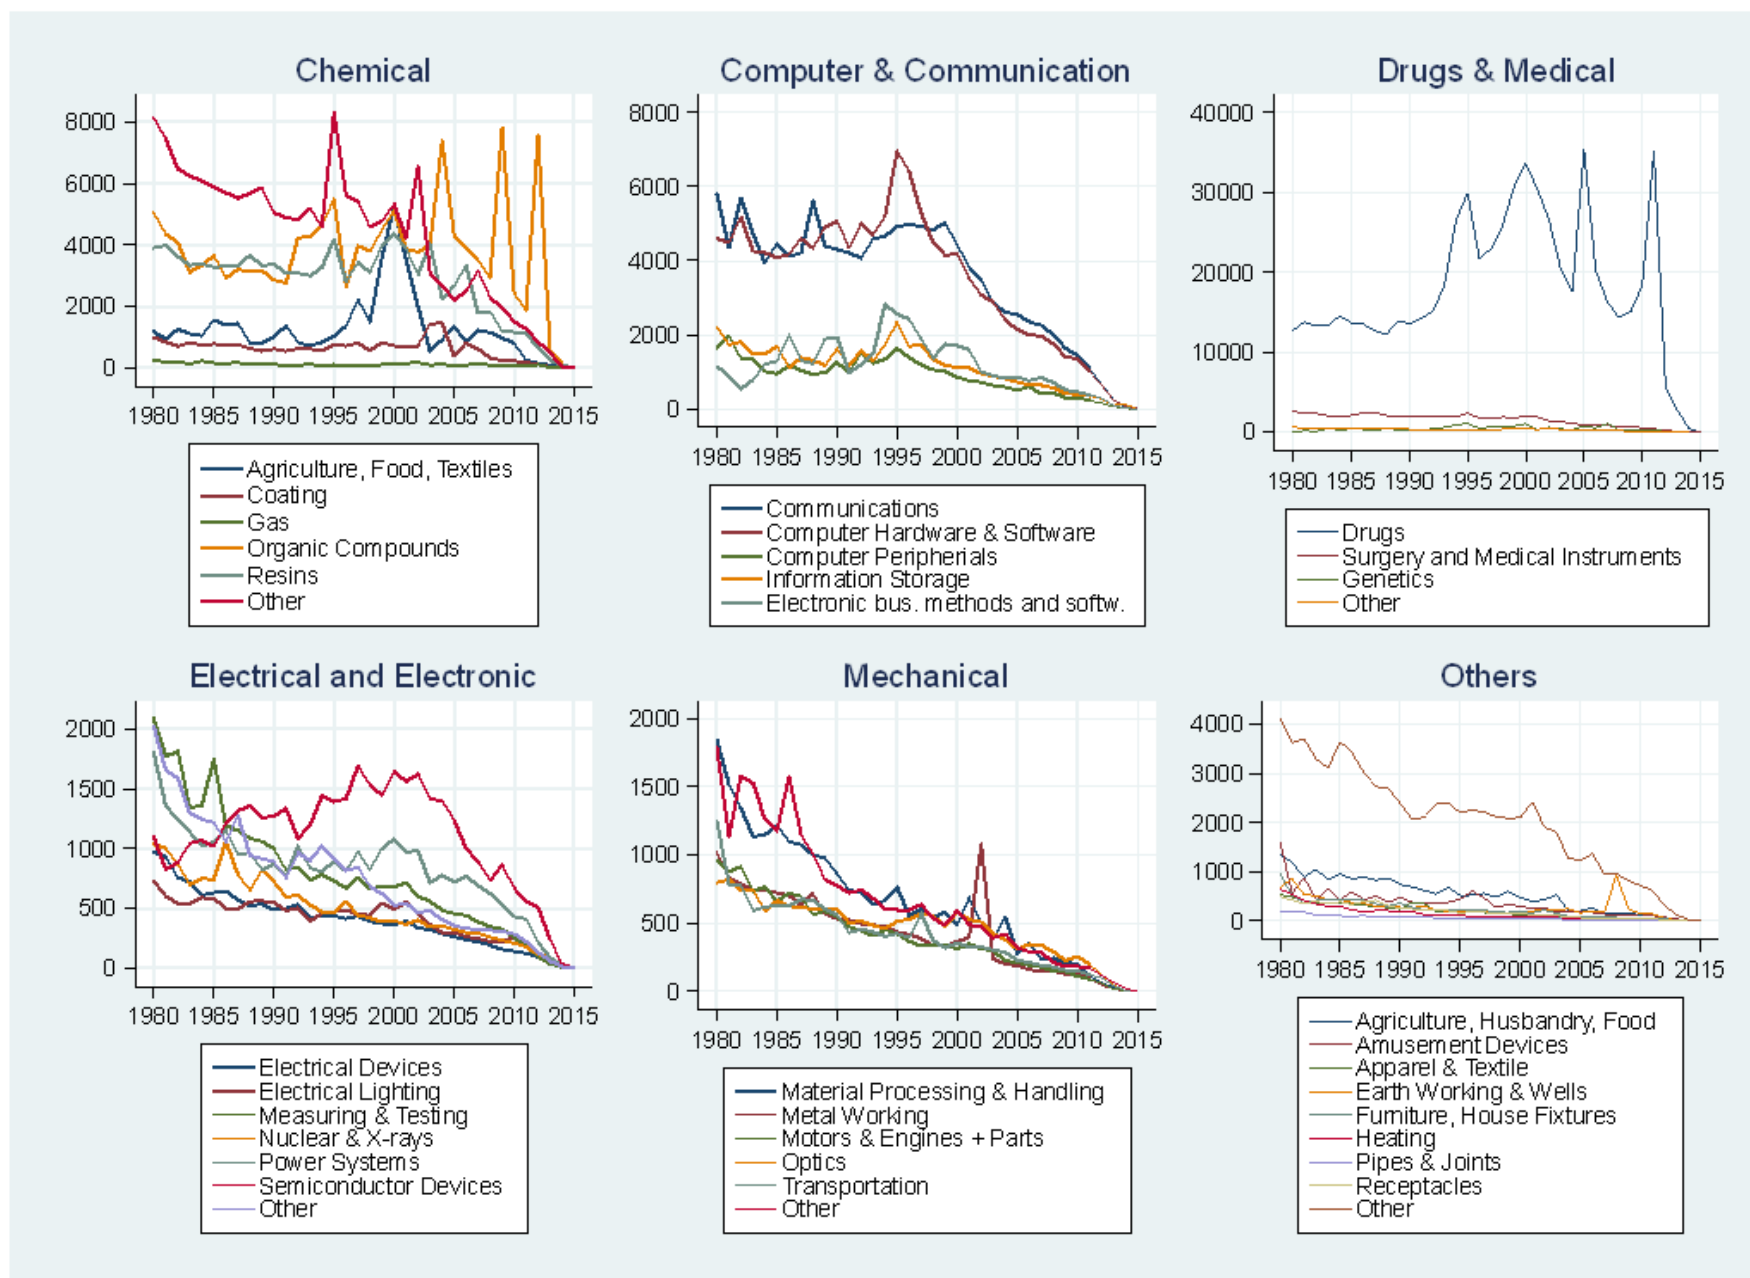 Chemical
8000
6000
4000
2000
0
1980 1985 1990 1995 2000 2005 2010 2015
Agriculture, Food, Textiles
Coating
Gas
Organic Compounds
Resins
Other
Computer & Communication
8000
6000
4000
2000
0
1980 1985 1990 1995 2000 2005 2010 2015
Communications
Computer Hardware & Software
Computer Peripherials
Information Storage
Electronic bus. methods and softw.
Drugs & Medical
40000
30000
20000
10000
0
1980 1985 1990 1995 2000 2005 2010 2015
Drugs
Surgery and Medical Instruments
Genetics
Other
Electrical and Electronic
2000
1500
1000
500
0
1980 1985 1990 1995 2000 2005 2010 2015
Electrical Devices
Electrical Lighting
Measuring & Testing
Nuclear & X-rays
Power Systems
Semiconductor Devices
Other
Mechanical
2000
1500
1000
500
0
1980 1985 1990 1995 2000 2005 2010 2015
Material Processing & Handling
Metal Working
Motors & Engines + Parts
Optics
Transportation
Other
Others
4000
3000
2000
1000
0
1980 1985 1990 1995 2000 2005 2010 2015
Agriculture, Husbandry, Food
Amusement Devices
Apparel & Textile
Earth Working & Wells
Furniture, House Fixtures
Heating
Pipes & Joints
Receptacles
Other